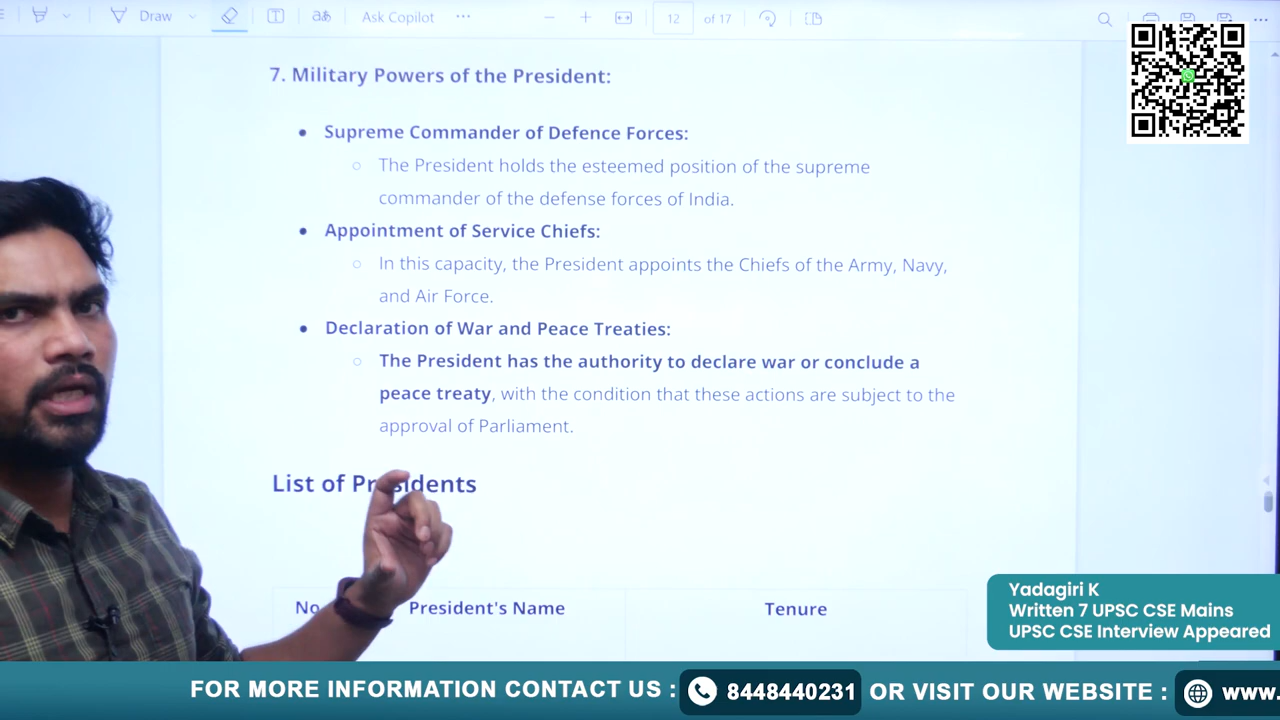 Draw
Ask Copilot
12
of 17
7. Military Powers of the President:
• Supreme Commander of Defence Forces:
○ The President holds the esteemed position of the supreme
commander of the defense forces of India.
• Appointment of Service Chiefs:
○ In this capacity, the President appoints the Chiefs of the Army, Navy,
and Air Force.
• Declaration of War and Peace Treaties:
○ The President has the authority to declare war or conclude a
peace treaty, with the condition that these actions are subject to the
approval of Parliament.
List of Presidents
No
President's Name
Tenure
Yadagiri K
Written 7 UPSC CSE Mains
UPSC CSE Interview Appeared
FOR MORE INFORMATION CONTACT US : 8448440231 OR VISIT OUR WEBSITE : www.